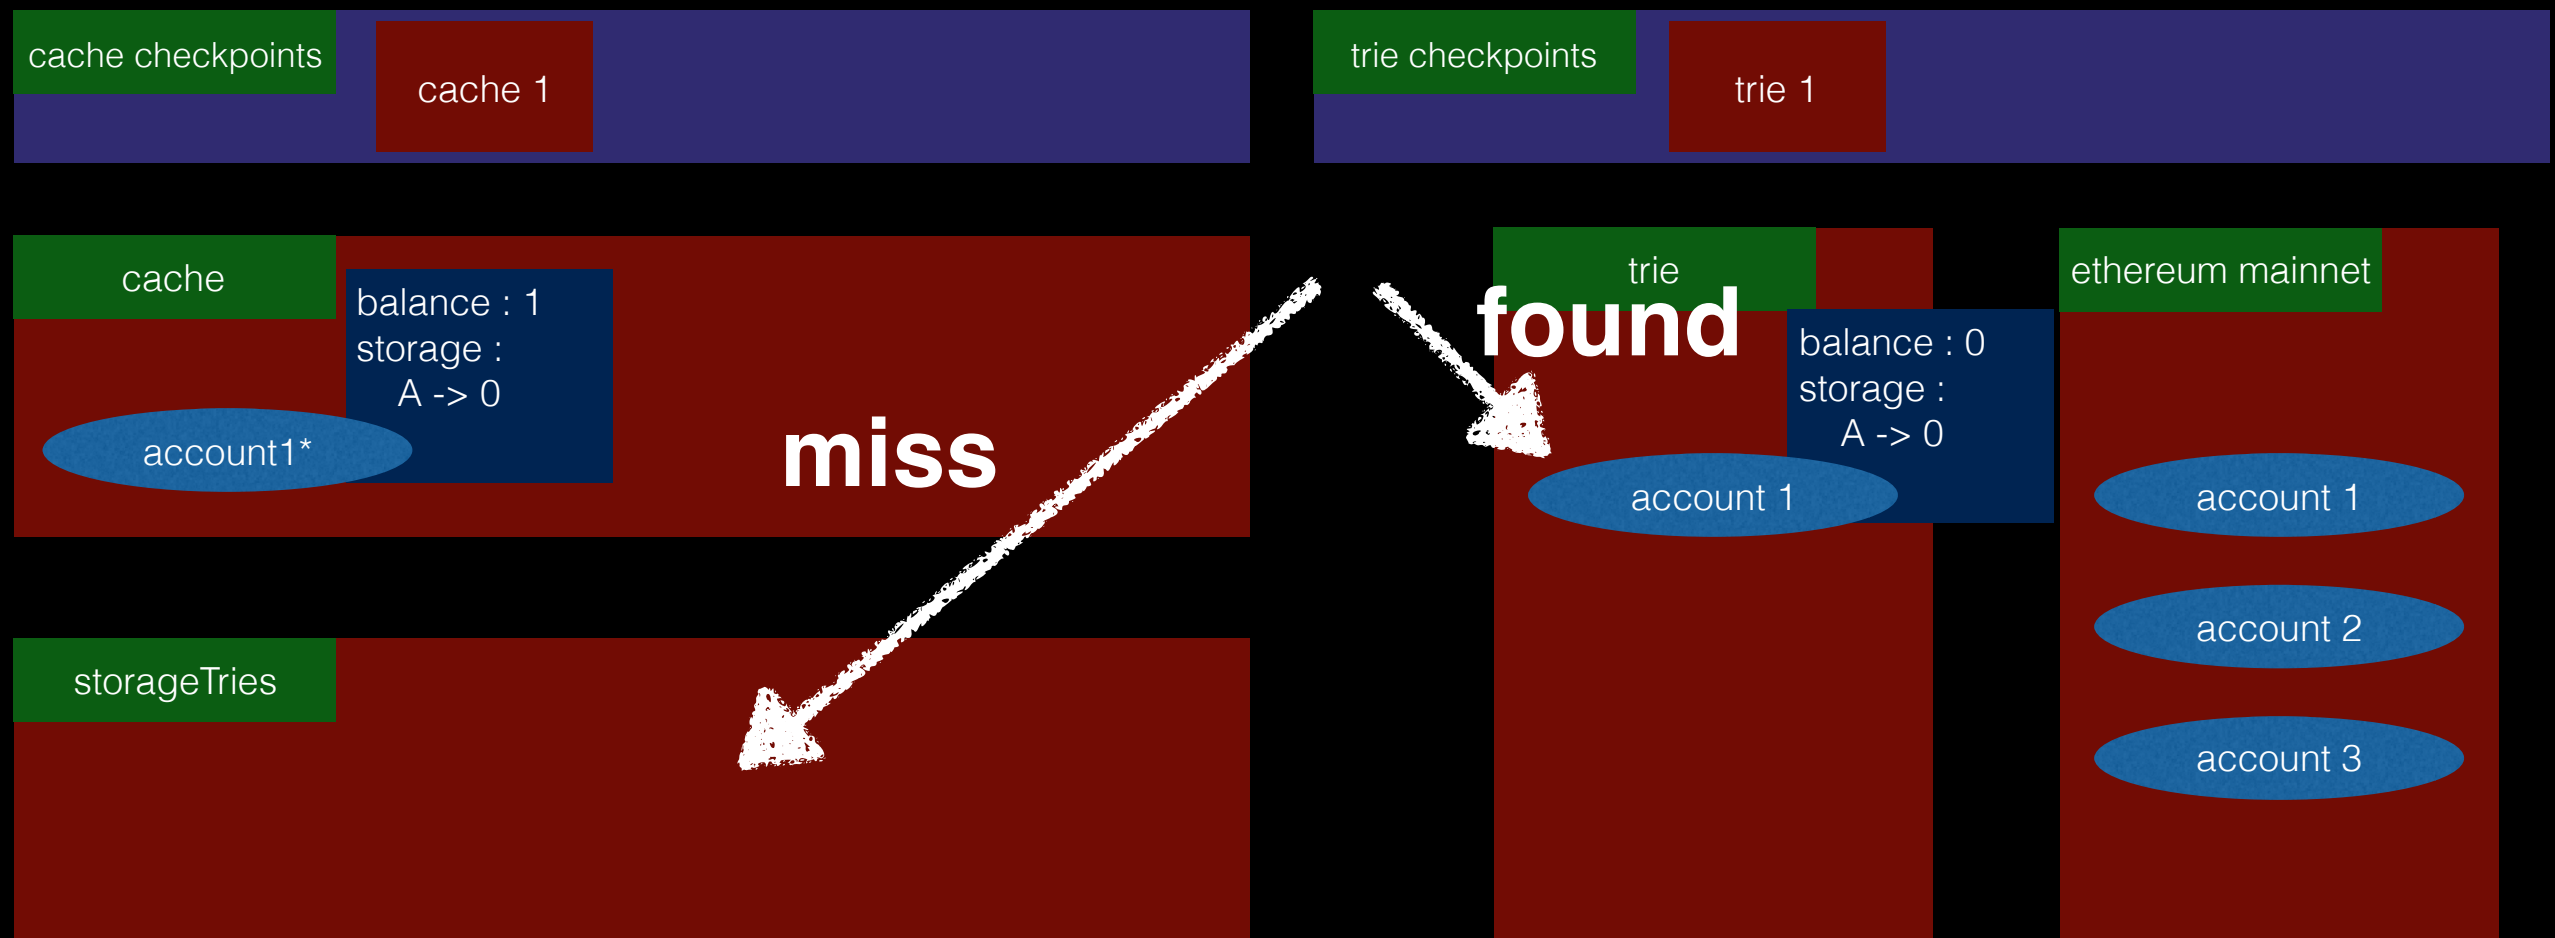 cache checkpoints
cache 1
trie checkpoints
trie 1
cache
balance : 1
storage :
A -> 0
account1*
miss
storageTries
trie
found
balance : 0
storage :
A -> 0
account 1
ethereum mainnet
account 1
account 2
account 3